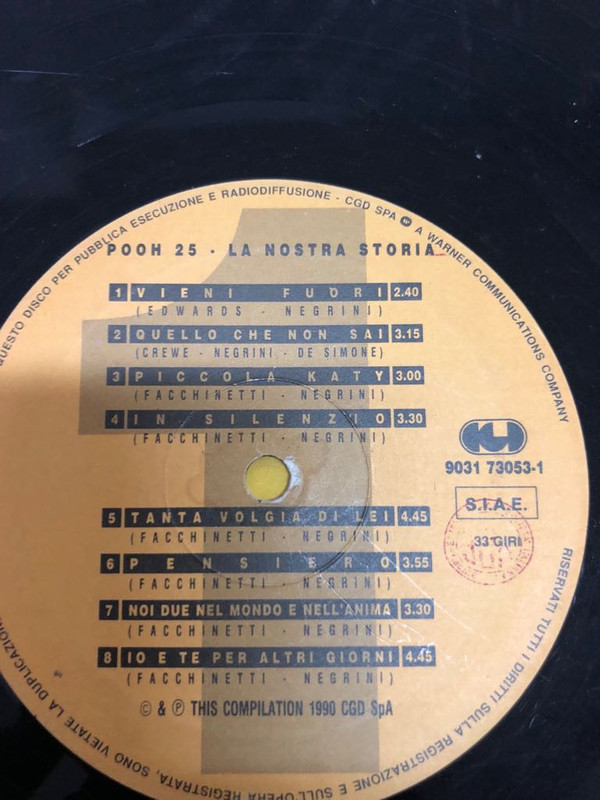 QUESTO DISCO PER PUBBLICA ESECUZIONE E RADIODIFFUSIONE - CGD SPA A WARNER COMMUNICATIONS COMPANY
POOH 25 · LA NOSTRA STORIA
1 VIENI FUORI 2.40
(EDWARDS - NEGRINI)
2 QUELLO CHE NON SAI 3.15
(CREWE - NEGRINI - DE SIMONE)
3 PICCOLA KATY 3.00
(FACCHINETTI - NEGRINI)
4 IN SILENZIO 3.30
(FACCHINETTI - NEGRINI)
9031 73053-1
S.I.A.E.
33 GIRI
5 TANTA VOLGIA DI LEI 4.45
(FACCHINETTI - NEGRINI)
6 PENSIERO 3.55
(FACCHINETTI - NEGRINI)
7 NOI DUE NEL MONDO E NELL'ANIMA 3.30
(FACCHINETTI - NEGRINI)
8 IO E TE PER ALTRI GIORNI 4.45
(FACCHINETTI - NEGRINI)
© & ℗ THIS COMPILATION 1990 CGD SpA
RISERVATI TUTTI I DIRITTI SULLA REGISTRAZIONE E SULL'OPERA REGISTRATA, SONO VIETATE LA DUPLICAZIONE